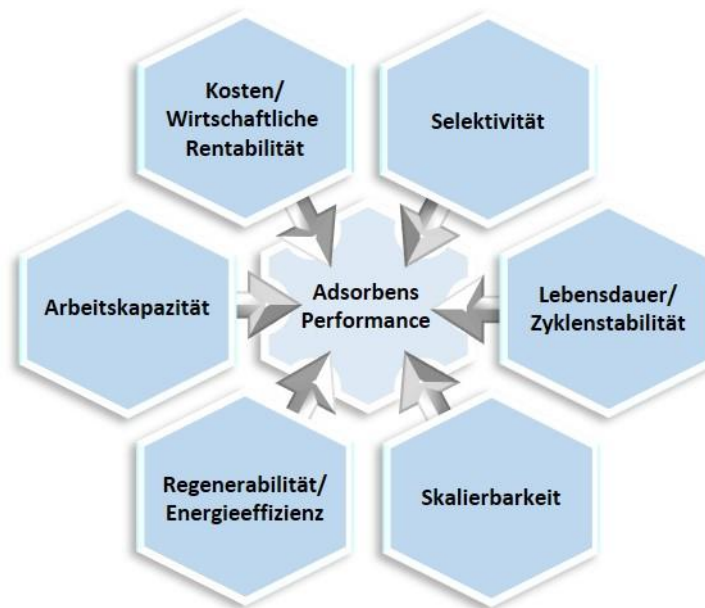 Kosten/
Wirtschaftliche
Rentabilität
Selektivität
Arbeitskapazität
Adsorbens
Performance
Lebensdauer/
Zyklenstabilität
Regenerabilität/
Energieeffizienz
Skalierbarkeit